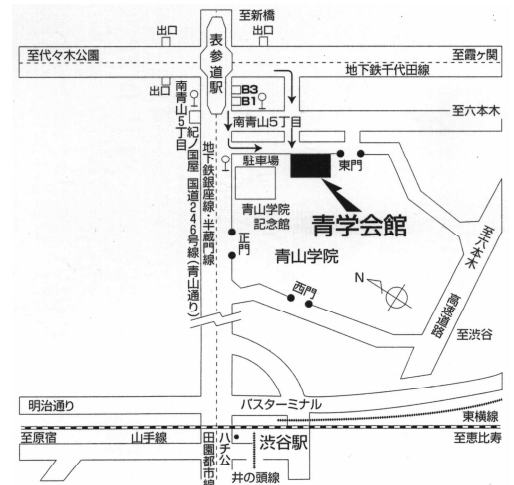 至新橋
出口
出口
至代々木公園
表参道駅
至霞ヶ関
地下鉄千代田線
出口
B3
B1
至六本木
南青山5丁目
南青山5丁目
紀ノ国屋
国道246号線(青山通り)
地下鉄銀座線・半蔵門線
駐車場
東門
青山学院
記念館
青学会館
正門
青山学院
至六本木
N
西門
高速道路
至渋谷
明治通り
バスターミナル
東横線
至原宿
山手線
田園都市線
ハチ公
渋谷駅
至恵比寿
井の頭線